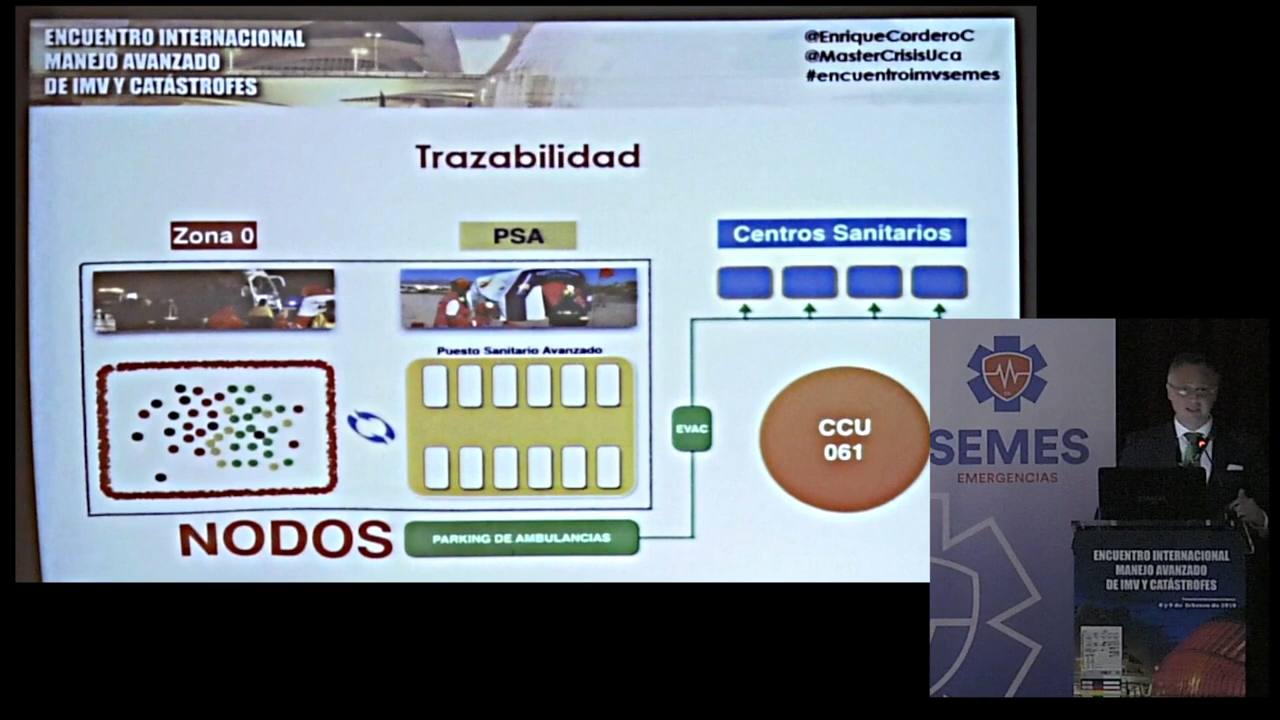 ENCUENTRO INTERNACIONAL
MANEJO AVANZADO
DE IMV Y CATÁSTROFES
@EnriqueCorderoC
@MasterCrisisUca
#encuentroimvsemes
Trazabilidad
Zona 0
PSA
Centros Sanitarios
Puesto Sanitario Avanzado
EVAC
CCU
061
NODOS
PARKING DE AMBULANCIAS
SEMES
EMERGENCIAS
ENCUENTRO INTERNACIONAL
MANEJO AVANZADO
DE IMV Y CATÁSTROFES